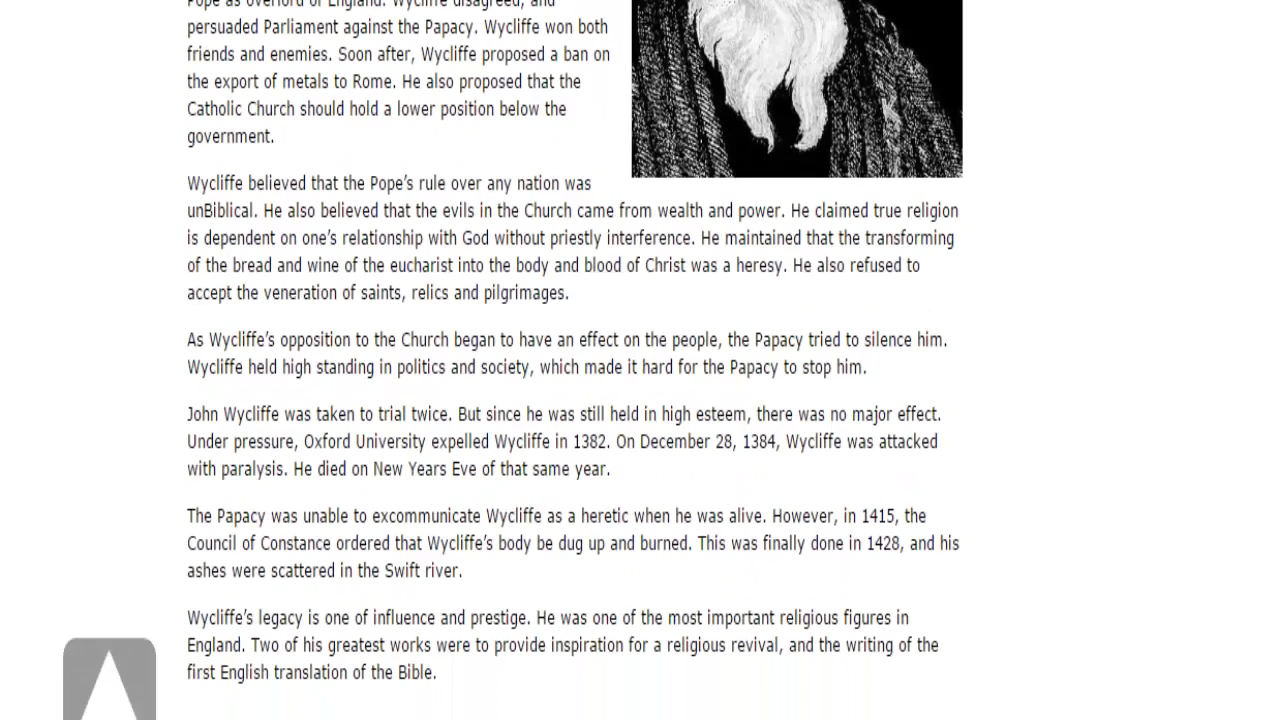 Pope as overlord of England. Wycliffe disagreed, and
persuaded Parliament against the Papacy. Wycliffe won both
friends and enemies. Soon after, Wycliffe proposed a ban on
the export of metals to Rome. He also proposed that the
Catholic Church should hold a lower position below the
government.
Wycliffe believed that the Pope’s rule over any nation was
unBiblical. He also believed that the evils in the Church came from wealth and power. He claimed true religion
is dependent on one’s relationship with God without priestly interference. He maintained that the transforming
of the bread and wine of the eucharist into the body and blood of Christ was a heresy. He also refused to
accept the veneration of saints, relics and pilgrimages.
As Wycliffe’s opposition to the Church began to have an effect on the people, the Papacy tried to silence him.
Wycliffe held high standing in politics and society, which made it hard for the Papacy to stop him.
John Wycliffe was taken to trial twice. But since he was still held in high esteem, there was no major effect.
Under pressure, Oxford University expelled Wycliffe in 1382. On December 28, 1384, Wycliffe was attacked
with paralysis. He died on New Years Eve of that same year.
The Papacy was unable to excommunicate Wycliffe as a heretic when he was alive. However, in 1415, the
Council of Constance ordered that Wycliffe’s body be dug up and burned. This was finally done in 1428, and his
ashes were scattered in the Swift river.
Wycliffe’s legacy is one of influence and prestige. He was one of the most important religious figures in
England. Two of his greatest works were to provide inspiration for a religious revival, and the writing of the
first English translation of the Bible.